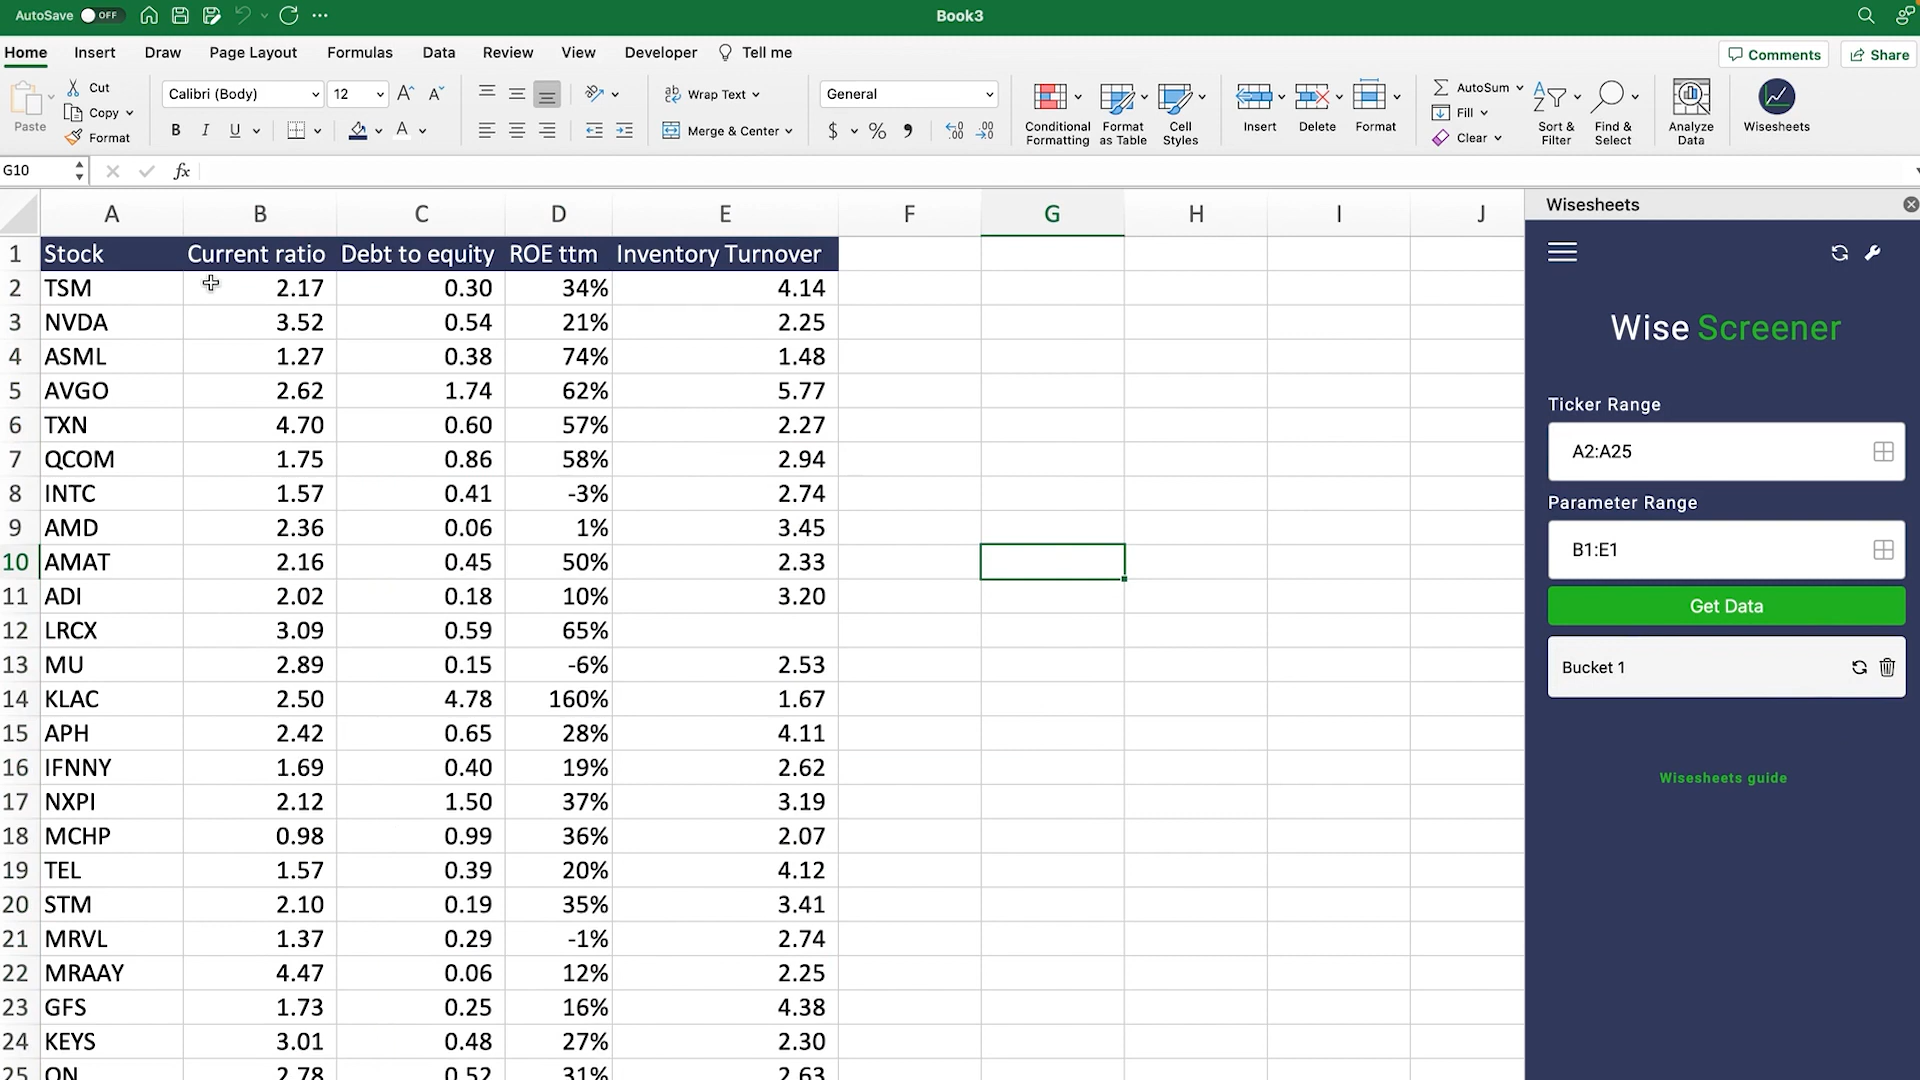 AutoSave OFF Book3
Home Insert Draw Page Layout Formulas Data Review View Developer Tell me Comments Share
Paste Cut Copy Format
Calibri (Body) 12
B I U A
Wrap Text
Merge & Center
General
$ % 9
Conditional Formatting
Format as Table
Cell Styles
Insert Delete Format
AutoSum
Fill
Clear
Sort & Filter
Find & Select
Analyze Data
Wisesheets
G10 fx
A B C D E F G H I J
1 Stock Current ratio Debt to equity ROE ttm Inventory Turnover
2 TSM 2.17 0.30 34% 4.14
3 NVDA 3.52 0.54 21% 2.25
4 ASML 1.27 0.38 74% 1.48
5 AVGO 2.62 1.74 62% 5.77
6 TXN 4.70 0.60 57% 2.27
7 QCOM 1.75 0.86 58% 2.94
8 INTC 1.57 0.41 -3% 2.74
9 AMD 2.36 0.06 1% 3.45
10 AMAT 2.16 0.45 50% 2.33
11 ADI 2.02 0.18 10% 3.20
12 LRCX 3.09 0.59 65%
13 MU 2.89 0.15 -6% 2.53
14 KLAC 2.50 4.78 160% 1.67
15 APH 2.42 0.65 28% 4.11
16 IFNNY 1.69 0.40 19% 2.62
17 NXPI 2.12 1.50 37% 3.19
18 MCHP 0.98 0.99 36% 2.07
19 TEL 1.57 0.39 20% 4.12
20 STM 2.10 0.19 35% 3.41
21 MRVL 1.37 0.29 -1% 2.74
22 MRAAY 4.47 0.06 12% 2.25
23 GFS 1.73 0.25 16% 4.38
24 KEYS 3.01 0.48 27% 2.30
25 ON 2.78 0.52 31% 2.63
Wisesheets
Wise Screener
Ticker Range
A2:A25
Parameter Range
B1:E1
Get Data
Bucket 1
Wisesheets guide